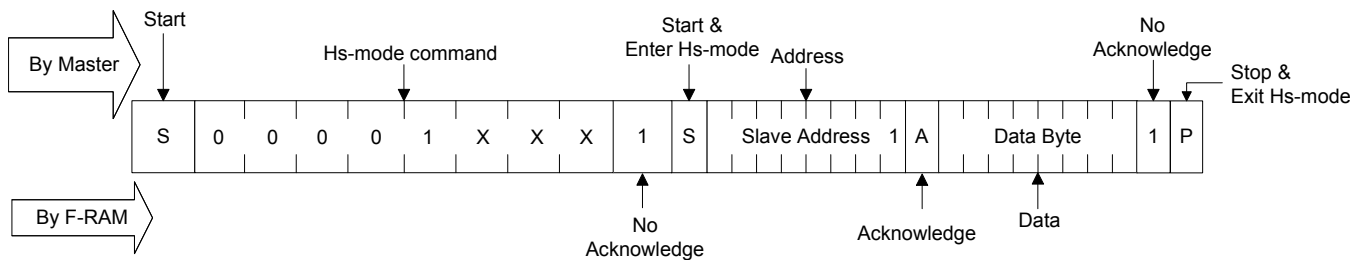 Start
By Master
Hs-mode command
Start &
Enter Hs-mode
Address
No
Acknowledge
Stop &
Exit Hs-mode
S 0 0 0 0 1 X X X 1 S Slave Address 1 A Data Byte 1 P
By F-RAM
No
Acknowledge
Acknowledge
Data